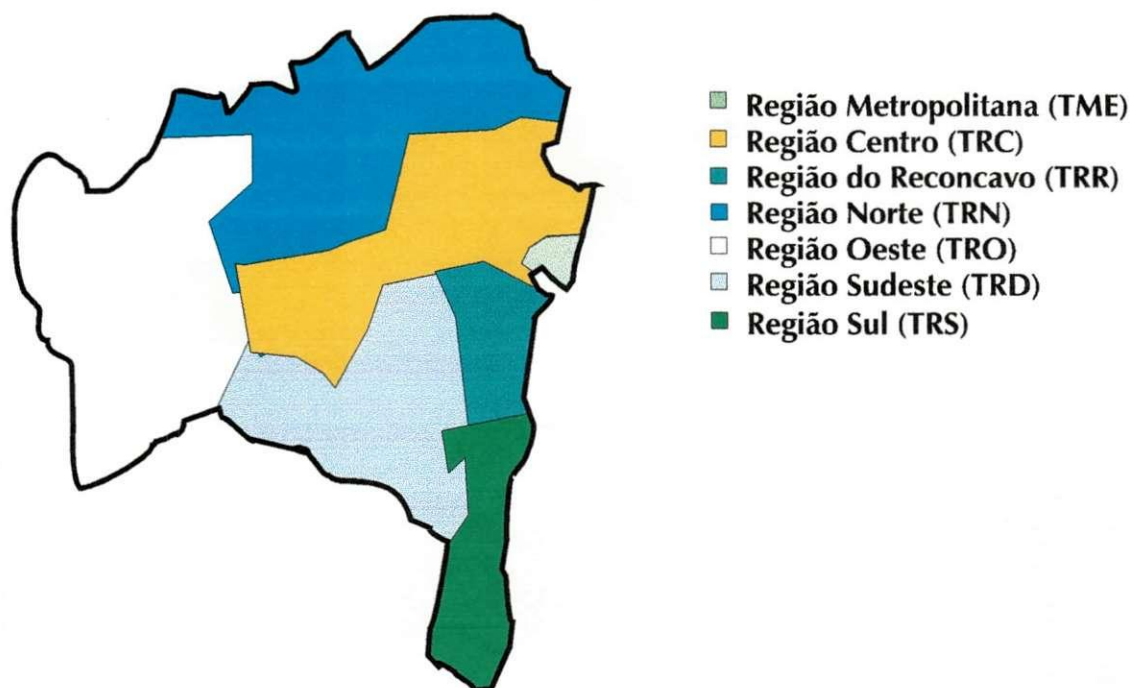 Região Metropolitana (TME)
Região Centro (TRC)
Região do Reconcavo (TRR)
Região Norte (TRN)
Região Oeste (TRO)
Região Sudeste (TRD)
Região Sul (TRS)